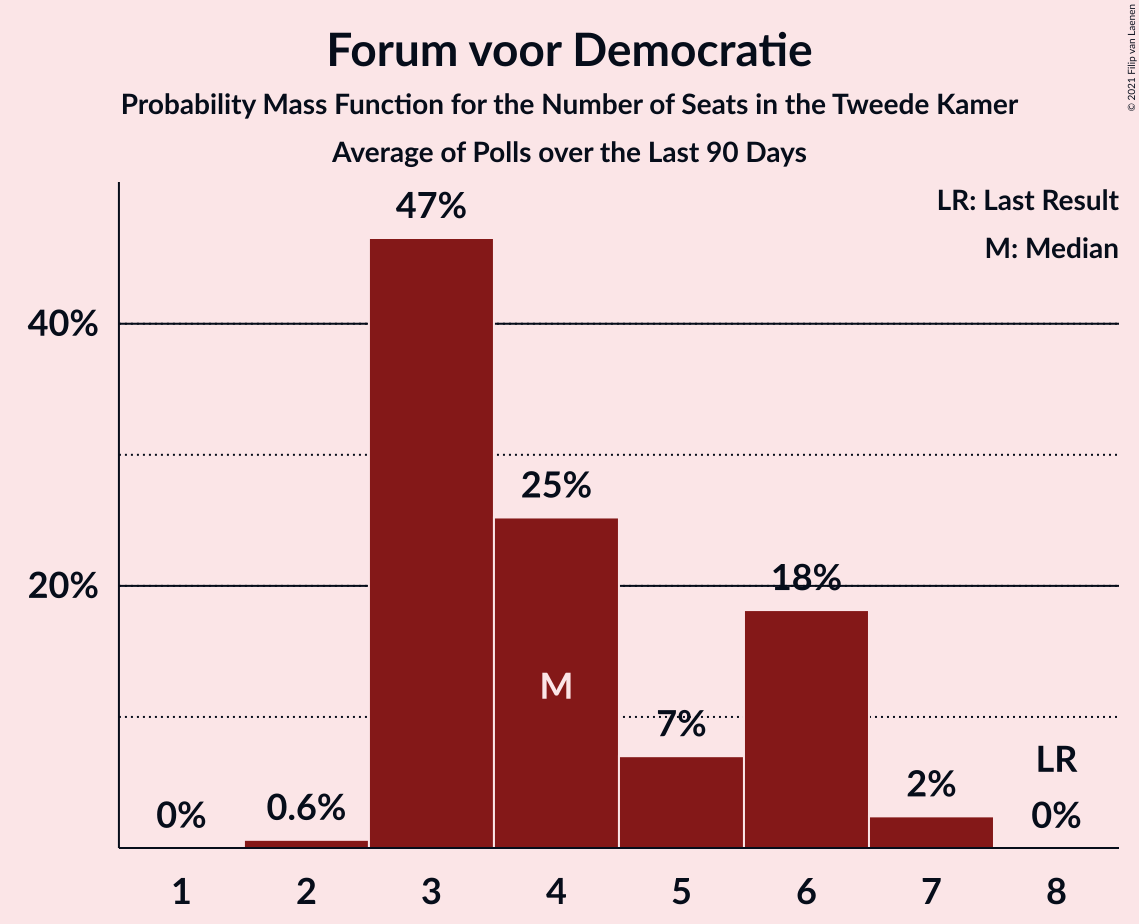 Forum voor Democratie
Probability Mass Function for the Number of Seats in the Tweede Kamer
Average of Polls over the Last 90 Days
© 2021 Filip van Laenen
LR: Last Result
M: Median
47%
40%
25%
20%
18%
M
7%
LR
0%
0.6%
2%
0%
1 2 3 4 5 6 7 8